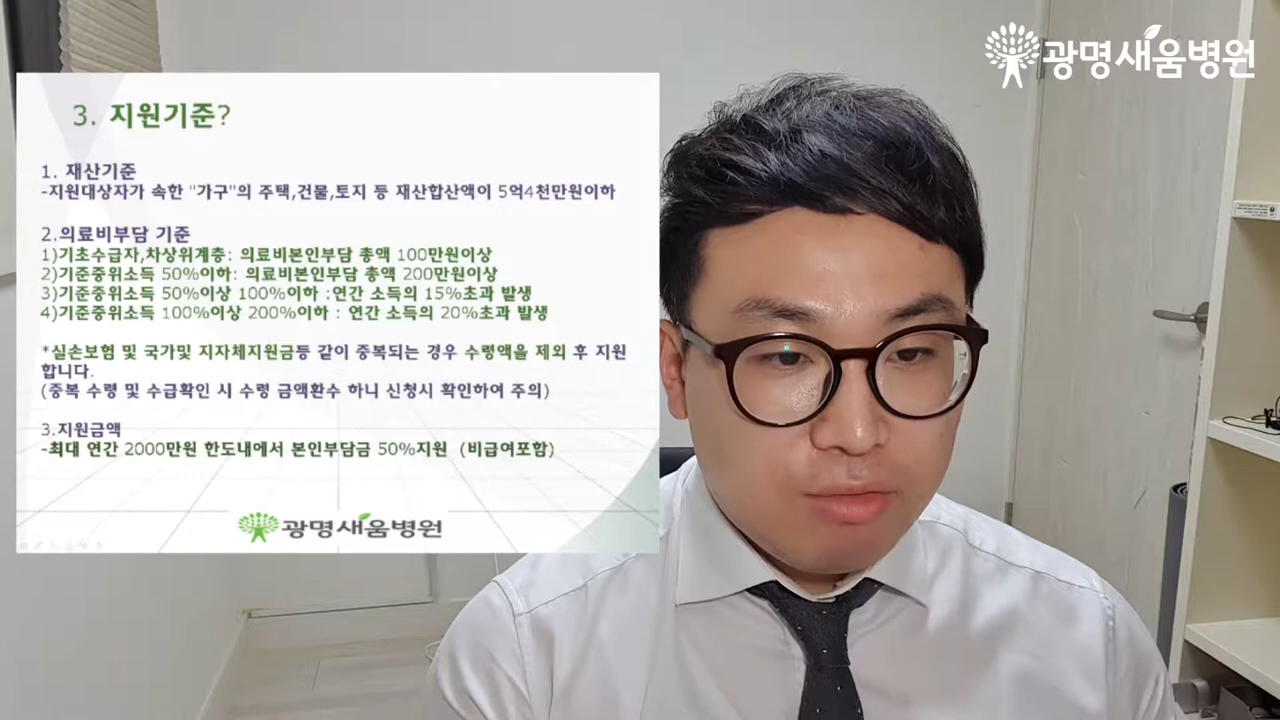 광명새움병원
3. 지원기준?
1. 재산기준
-지원대상자가 속한 "가구"의 주택,건물,토지 등 재산합산액이 5억4천만원이하
2.의료비부담 기준
1)기초수급자,차상위계층: 의료비본인부담 총액 100만원이상
2)기준중위소득 50%이하: 의료비본인부담 총액 200만원이상
3)기준중위소득 50%이상 100%이하 :연간 소득의 15%초과 발생
4)기준중위소득 100%이상 200%이하 : 연간 소득의 20%초과 발생
*실손보험 및 국가및 지자체지원금등 같이 중복되는 경우 수령액을 제외 후 지원
합니다.
(중복 수령 및 수급확인 시 수령 금액환수 하니 신청시 확인하여 주의)
3.지원금액
-최대 연간 2000만원 한도내에서 본인부담금 50%지원 (비급여포함)
광명새움병원